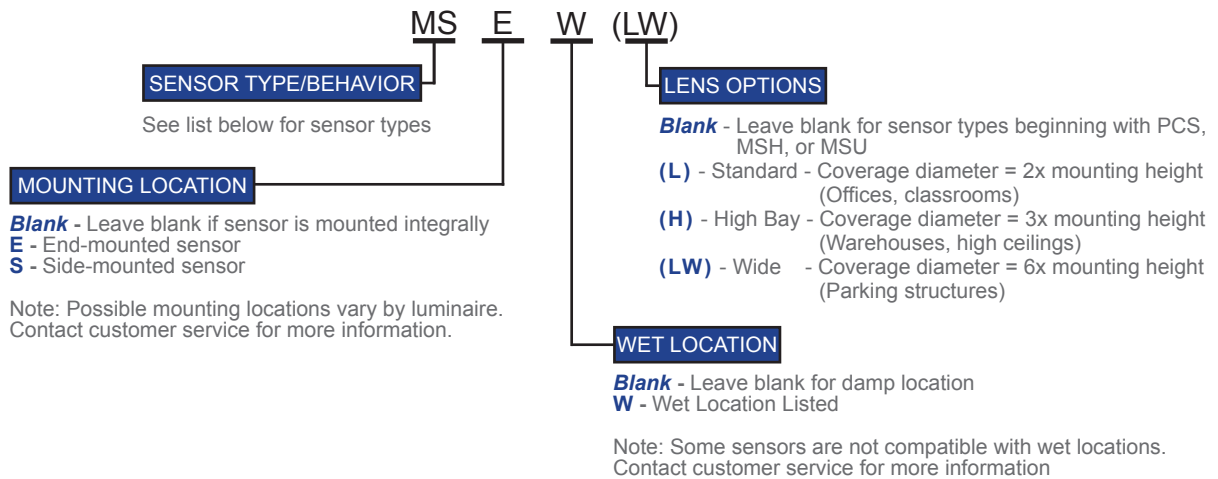 MS E W (LW)
SENSOR TYPE/BEHAVIOR
See list below for sensor types
MOUNTING LOCATION
Blank - Leave blank if sensor is mounted integrally
E - End-mounted sensor
S - Side-mounted sensor
Note: Possible mounting locations vary by luminaire.
Contact customer service for more information.
LENS OPTIONS
Blank - Leave blank for sensor types beginning with PCS,
MSH, or MSU
(L) - Standard - Coverage diameter = 2x mounting height
(Offices, classrooms)
(H) - High Bay - Coverage diameter = 3x mounting height
(Warehouses, high ceilings)
(LW) - Wide - Coverage diameter = 6x mounting height
(Parking structures)
WET LOCATION
Blank - Leave blank for damp location
W - Wet Location Listed
Note: Some sensors are not compatible with wet locations.
Contact customer service for more information